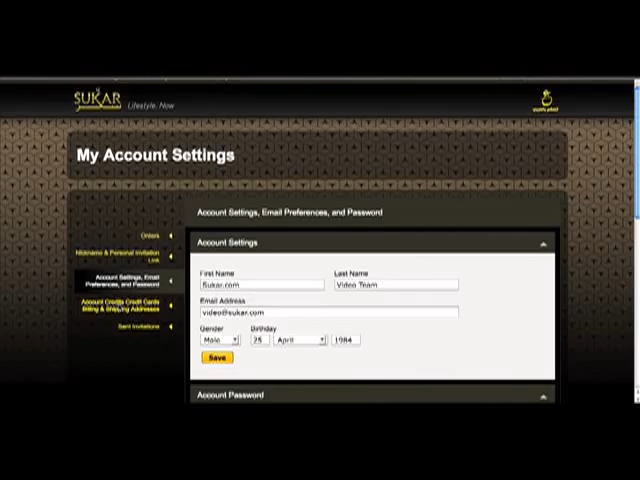 SUKAR
Lifestyle, Now
My Account Settings
Account Settings, Email Preferences, and Password
Orders
Nickname & Personal Invitation
Link
Account Settings, Email
Preferences, and Password
Account Credits Credit Cards
Billing & Shipping Addresses
Sent Invitations
Account Settings
First Name
Last Name
Sukar.com
Video Team
Email Address
video@sukar.com
Gender
Birthday
Male
25
April
1984
Save
Account Password